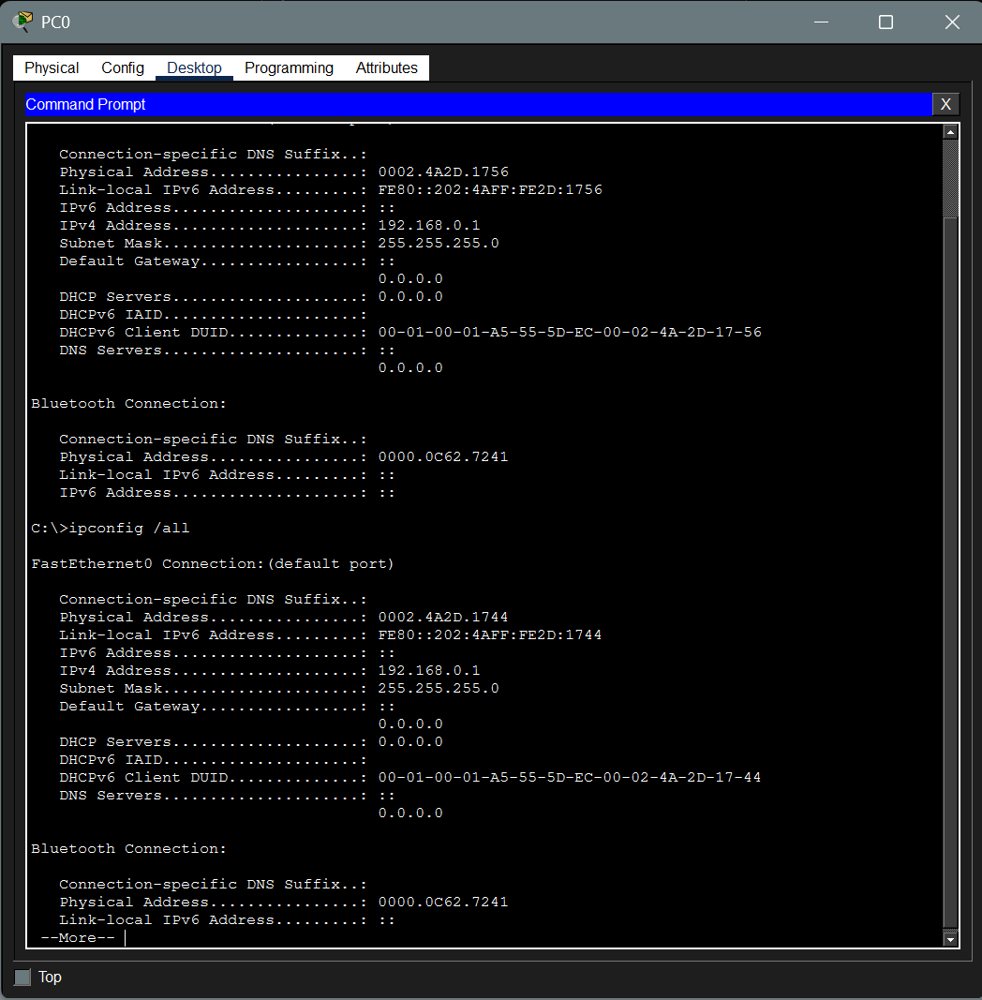 PC0
Physical Config Desktop Programming Attributes
Command Prompt X
Connection-specific DNS Suffix..:
Physical Address................: 0002.4A2D.1756
Link-local IPv6 Address.........: FE80::202:4AFF:FE2D:1756
IPv6 Address....................: ::
IPv4 Address....................: 192.168.0.1
Subnet Mask.....................: 255.255.255.0
Default Gateway.................: ::
0.0.0.0
DHCP Servers....................: 0.0.0.0
DHCPv6 IAID.....................:
DHCPv6 Client DUID..............: 00-01-00-01-A5-55-5D-EC-00-02-4A-2D-17-56
DNS Servers.....................: ::
0.0.0.0
Bluetooth Connection:
Connection-specific DNS Suffix..:
Physical Address................: 0000.0C62.7241
Link-local IPv6 Address.........: ::
IPv6 Address....................: ::
C:\>ipconfig /all
FastEthernet0 Connection:(default port)
Connection-specific DNS Suffix..:
Physical Address................: 0002.4A2D.1744
Link-local IPv6 Address.........: FE80::202:4AFF:FE2D:1744
IPv6 Address....................: ::
IPv4 Address....................: 192.168.0.1
Subnet Mask.....................: 255.255.255.0
Default Gateway.................: ::
0.0.0.0
DHCP Servers....................: 0.0.0.0
DHCPv6 IAID.....................:
DHCPv6 Client DUID..............: 00-01-00-01-A5-55-5D-EC-00-02-4A-2D-17-44
DNS Servers.....................: ::
0.0.0.0
Bluetooth Connection:
Connection-specific DNS Suffix..:
Physical Address................: 0000.0C62.7241
Link-local IPv6 Address.........: ::
--More--
Top